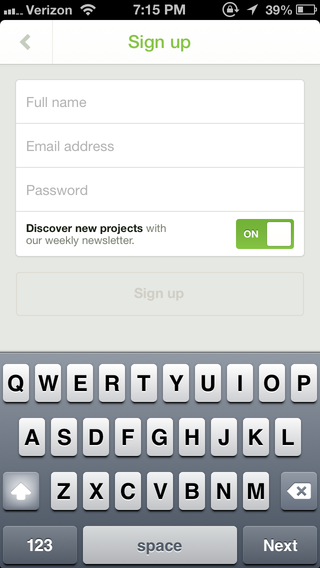 Verizon 7:15 PM 39%
Sign up
Full name
Email address
Password
Discover new projects with
our weekly newsletter.
ON
Sign up
Q W E R T Y U I O P
A S D F G H J K L
Z X C V B N M
123 space Next